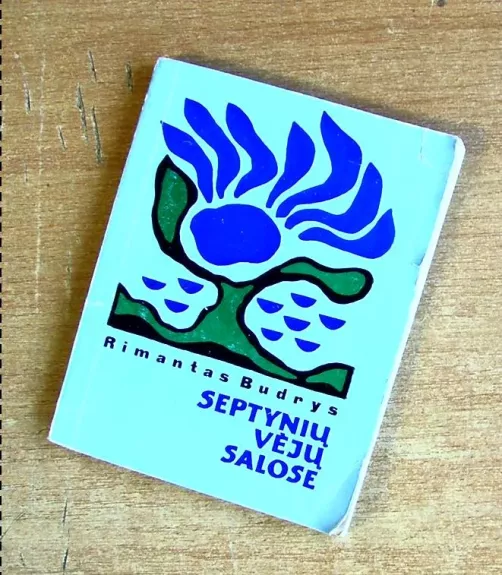 Rimantas Budrys
SEPTYNIŲ
VĖJŲ
SALOSE